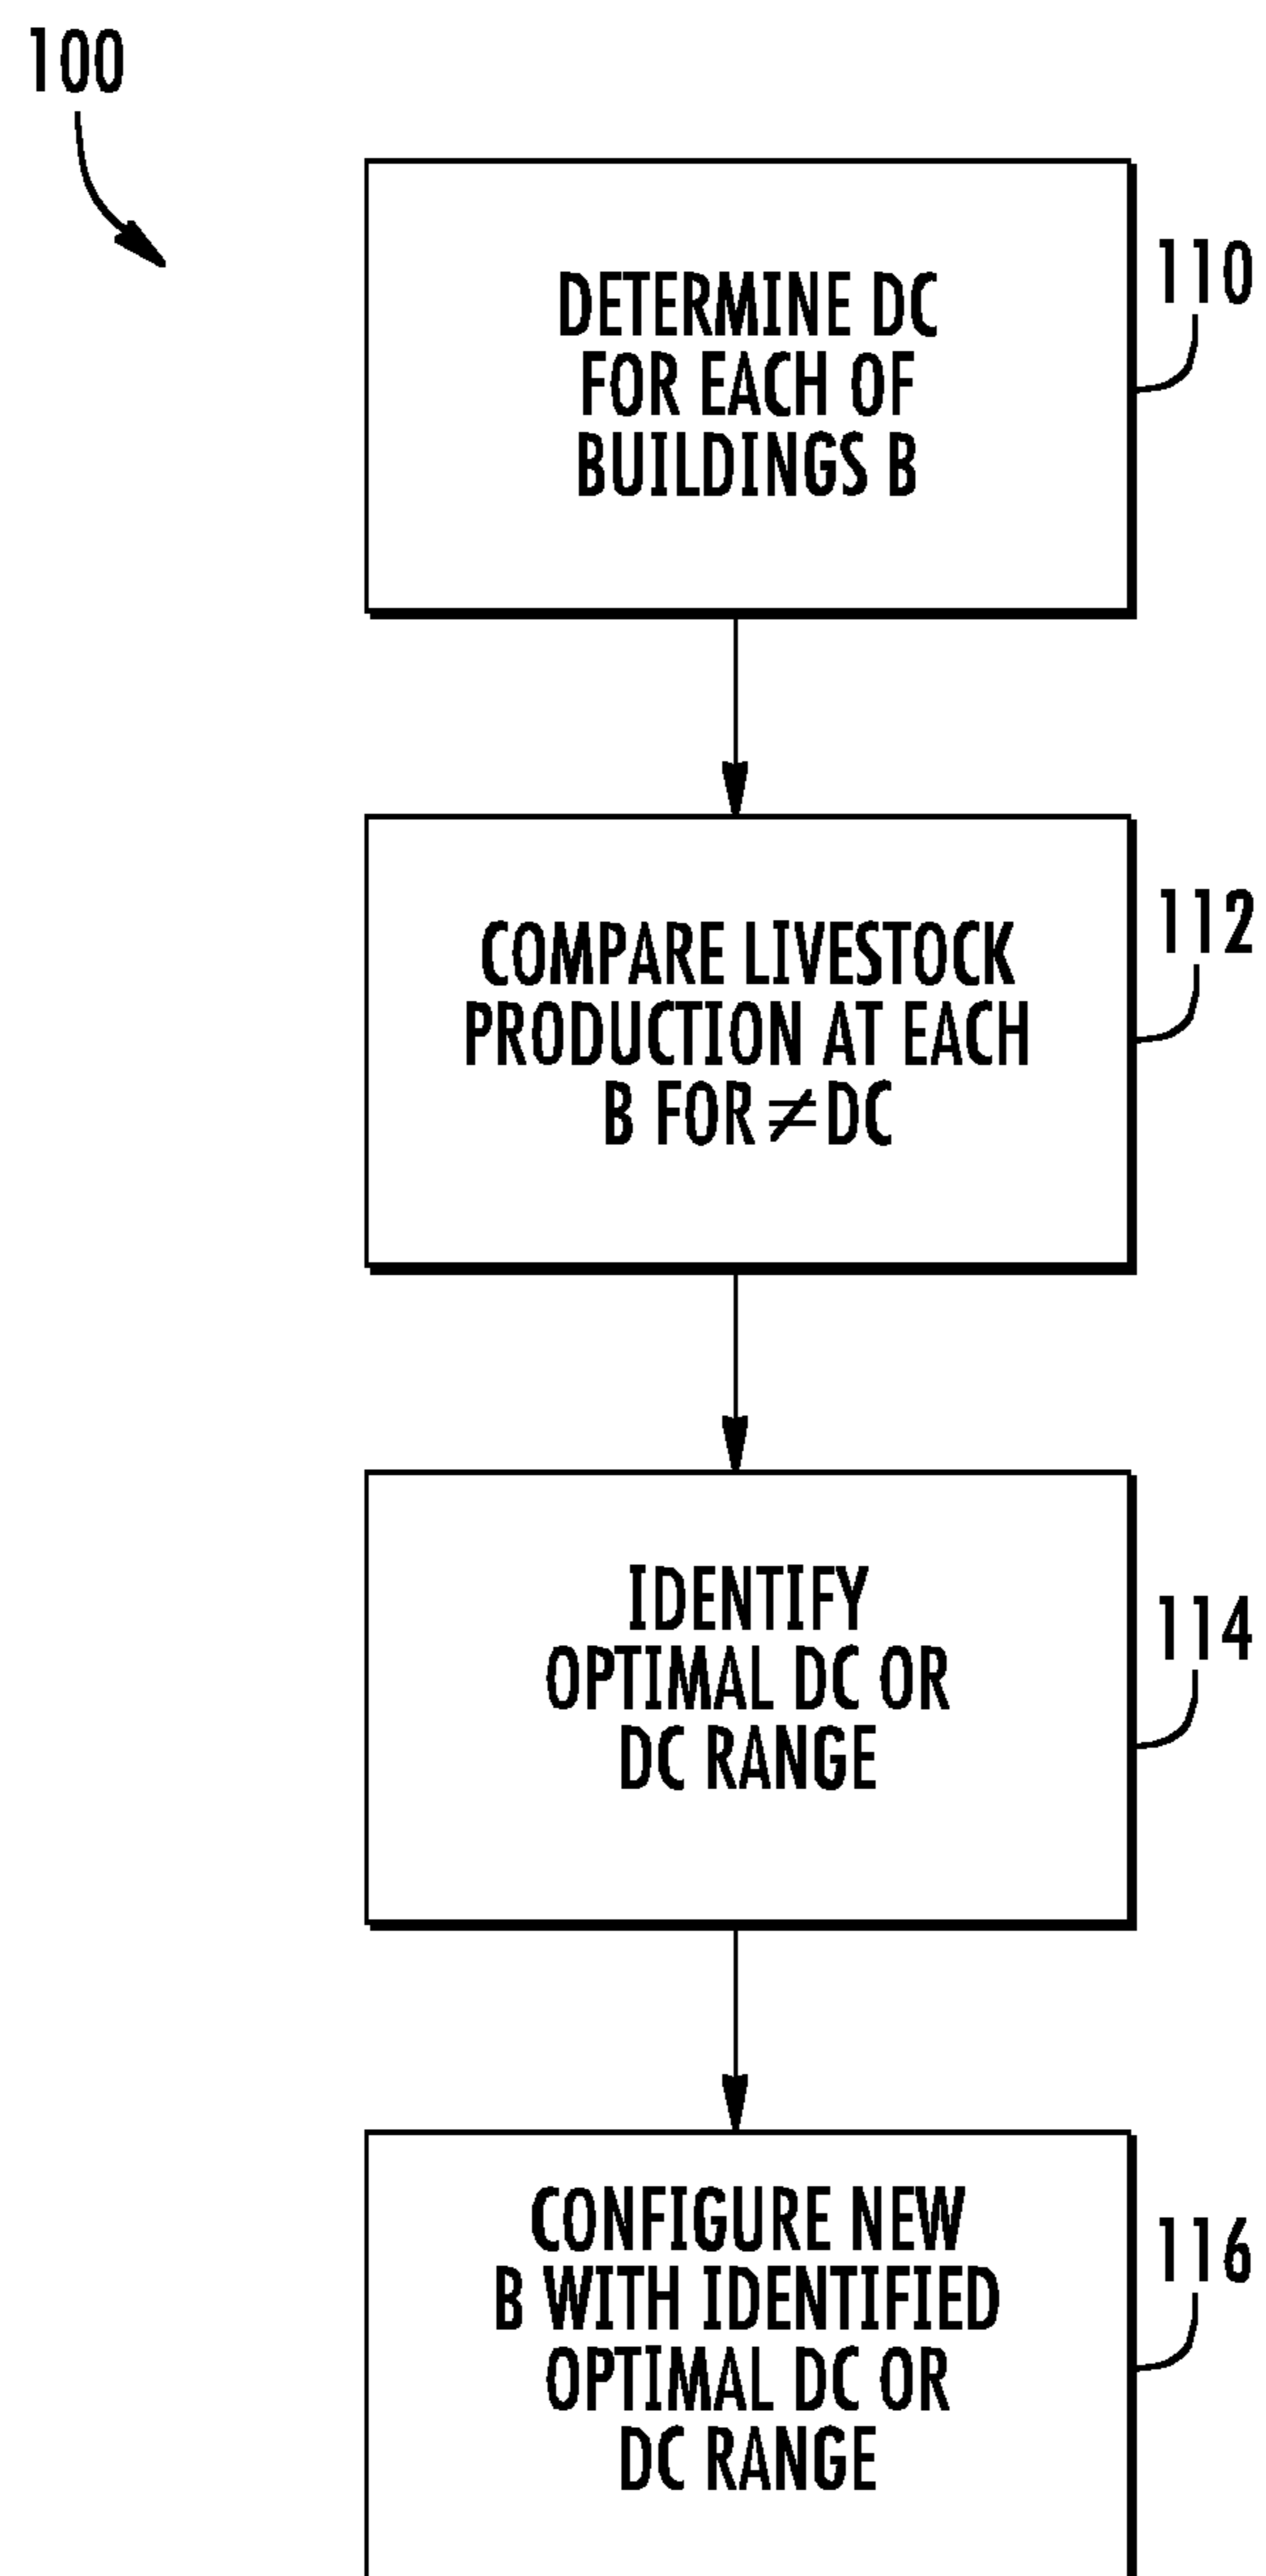 100
DETERMINE DC
FOR EACH OF
BUILDINGS B
110
COMPARE LIVESTOCK
PRODUCTION AT EACH
B FOR ≠ DC
112
IDENTIFY
OPTIMAL DC OR
DC RANGE
114
CONFIGURE NEW
B WITH IDENTIFIED
OPTIMAL DC OR
DC RANGE
116